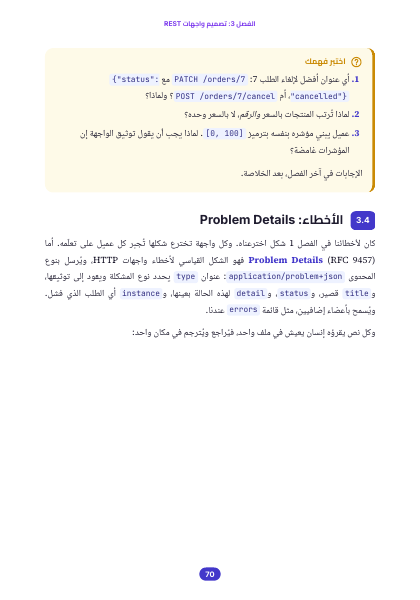 الفصل 3: تصميم واجهات REST
اختبر فهمك
1. أي عنوان أفضل لإلغاء الطلب 7: PATCH /orders/7 مع {"status":
"cancelled"}، أم POST /orders/7/cancel؟ ولماذا؟
2. لماذا تُرتب المنتجات بالسعر والرقم، لا بالسعر وحده؟
3. عميل يبني مؤشره بنفسه بترميز [0, 100]. لماذا يجب أن يقول توثيق الواجهة إن
المؤشرات غامضة؟
الإجابات في آخر الفصل، بعد الخلاصة.
3.4 الأخطاء: Problem Details
كان لأخطائنا في الفصل 1 شكل اخترعناه. وكل واجهة تخترع شكلها تُجبر كل عميل على تعلّمه. أما
Problem Details (RFC 9457) فهو الشكل القياسي لأخطاء واجهات HTTP، ويُرسل بنوع
المحتوى application/problem+json: عنوان type يحدد نوع المشكلة ويعود إلى توثيقها،
و title قصير، و status، و detail لهذه الحالة بعينها، و instance أي الطلب الذي فشل.
ويُسمح بأعضاء إضافيين، مثل قائمة errors عندنا.
وكل نص يقرؤه إنسان يعيش في ملف واحد، فيُراجع ويُترجم في مكان واحد:
70